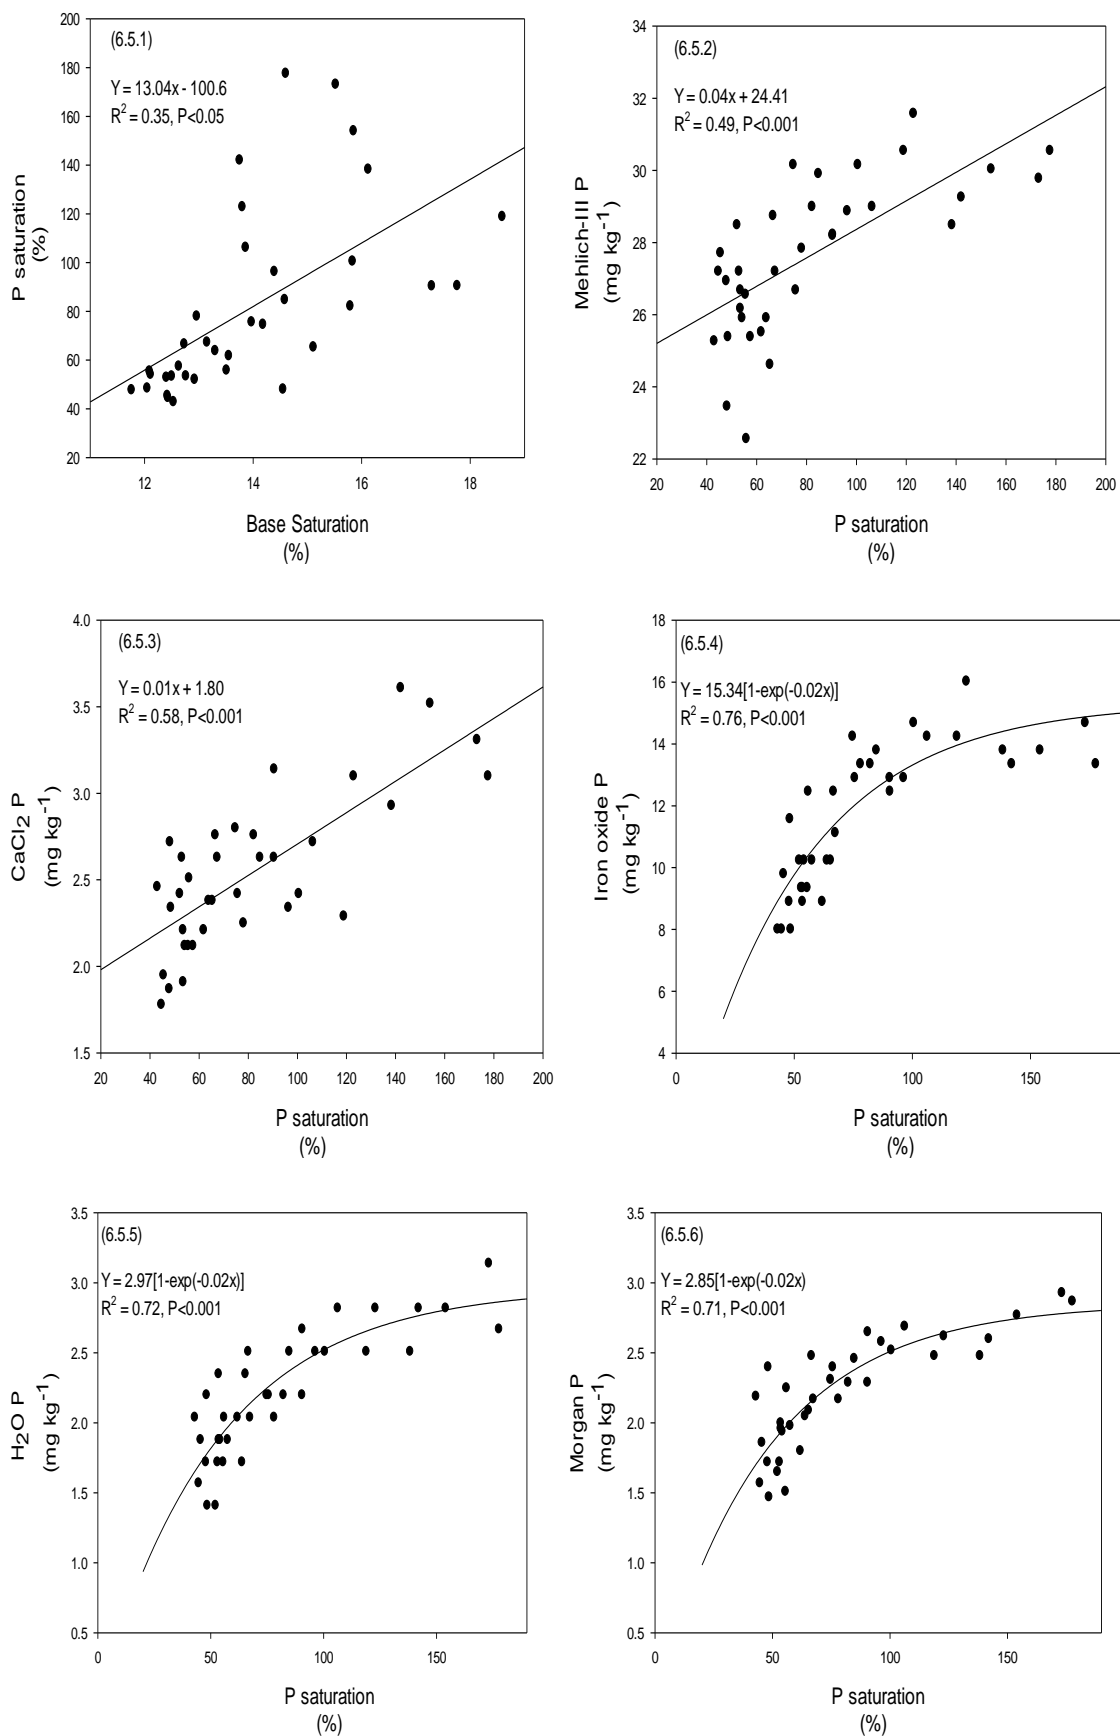 (6.5.1)
Y = 13.04x - 100.6
R² = 0.35, P<0.05
P saturation
(%)
200
180
160
140
120
100
80
60
40
20
12 14 16 18
Base Saturation
(%)
(6.5.2)
Y = 0.04x + 24.41
R² = 0.49, P<0.001
Mehlich-III P
(mg kg⁻¹)
34
32
30
28
26
24
22
20 40 60 80 100 120 140 160 180 200
P saturation
(%)
(6.5.3)
Y = 0.01x + 1.80
R² = 0.58, P<0.001
CaCl₂ P
(mg kg⁻¹)
4.0
3.5
3.0
2.5
2.0
1.5
20 40 60 80 100 120 140 160 180 200
P saturation
(%)
(6.5.4)
Y = 15.34[1-exp(-0.02x)]
R² = 0.76, P<0.001
Iron oxide P
(mg kg⁻¹)
18
16
14
12
10
8
6
4
0 50 100 150
P saturation
(%)
(6.5.5)
Y = 2.97[1-exp(-0.02x)]
R² = 0.72, P<0.001
H₂O P
(mg kg⁻¹)
3.5
3.0
2.5
2.0
1.5
1.0
0.5
0 50 100 150
P saturation
(%)
(6.5.6)
Y = 2.85[1-exp(-0.02x)
R² = 0.71, P<0.001
Morgan P
(mg kg⁻¹)
3.5
3.0
2.5
2.0
1.5
1.0
0.5
0 50 100 150
P saturation
(%)